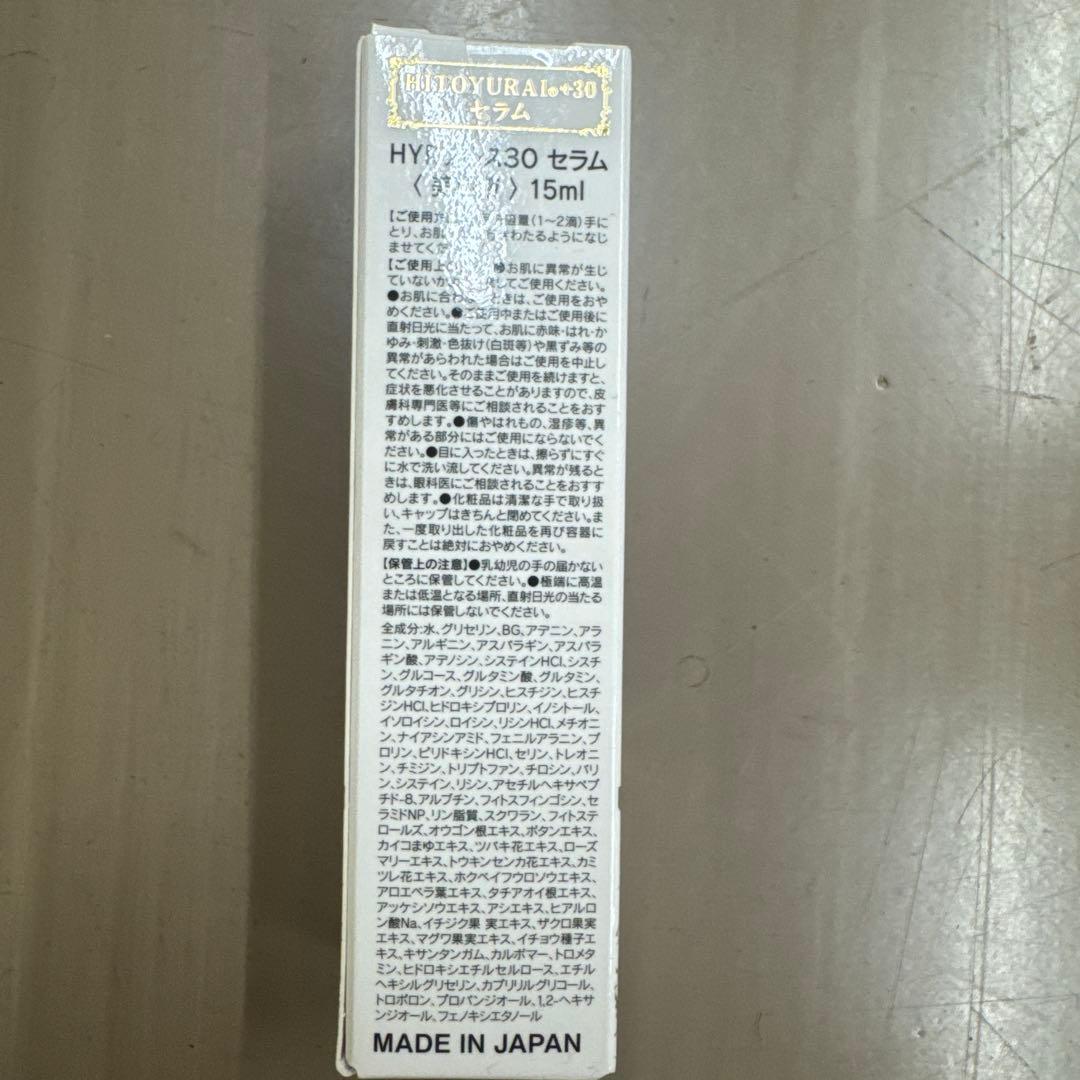 HITOYURAI®+30
セラム
HY 30 セラム
〈 〉 15ml
【ご使用 量(1〜2滴)手に
とり、お肌 わたるようになじ
ませてくだ
【ご使用上 お肌に異常が生じ
ていないか してご使用ください。
●お肌に合わ ときは、ご使用をおや
めください。●ご使用中またはご使用後に
直射日光に当たって、お肌に赤味・はれ・か
ゆみ・刺激・色抜け(白斑等)や黒ずみ等の
異常があらわれた場合はご使用を中止し
てください。そのままご使用を続けますと、
症状を悪化させることがありますので、皮
膚科専門医等にご相談されることをおす
すめします。●傷やはれもの、湿疹等、異
常がある部分にはご使用にならないでく
ださい。●目に入ったときは、擦らずにすぐ
に水で洗い流してください。異常が残ると
きは、眼科医にご相談されることをおすす
めします。●化粧品は清潔な手で取り扱
い、キャップはきちんと閉めてください。ま
た、一度取り出した化粧品を再び容器に
戻すことは絶対におやめください。
【保管上の注意】●乳幼児の手の届かない
ところに保管してください。●極端に高温
または低温となる場所、直射日光の当たる
場所には保管しないでください。
全成分:水、グリセリン、BG、アデニン、アラ
ニン、アルギニン、アスパラギン、アスパラ
ギン酸、アデノシン、システインHCl、シスチ
ン、グルコース、グルタミン酸、グルタミン、
グルタチオン、グリシン、ヒスチジン、ヒスチ
ジンHCl、ヒドロキシプロリン、イノシトール、
イソロイシン、ロイシン、リシンHCl、メチオニ
ン、ナイアシンアミド、フェニルアラニン、プ
ロリン、ピリドキシンHCl、セリン、トレオニ
ン、チミジン、トリプトファン、チロシン、バリ
ン、システイン、リシン、アセチルヘキサペプ
チド-8、アルブチン、フィトスフィンゴシン、セ
ラミドNP、リン脂質、スクワラン、フィトステ
ロールズ、オウゴン根エキス、ボタンエキス、
カイコまゆエキス、ツバキ花エキス、ローズ
マリーエキス、トウキンセンカ花エキス、カミ
ツレ花エキス、ホクベイフウロソウエキス、
アロエベラ葉エキス、タチアオイ根エキス、
アッケシソウエキス、アシエキス、ヒアルロ
ン酸Na、イチジク果 実エキス、ザクロ果実
エキス、マグワ果実エキス、イチョウ種子エ
キス、キサンタンガム、カルボマー、トロメタ
ミン、ヒドロキシエチルセルロース、エチル
ヘキシルグリセリン、カプリリルグリコール、
トロポロン、プロパンジオール、1,2-ヘキサ
ンジオール、フェノキシエタノール
MADE IN JAPAN